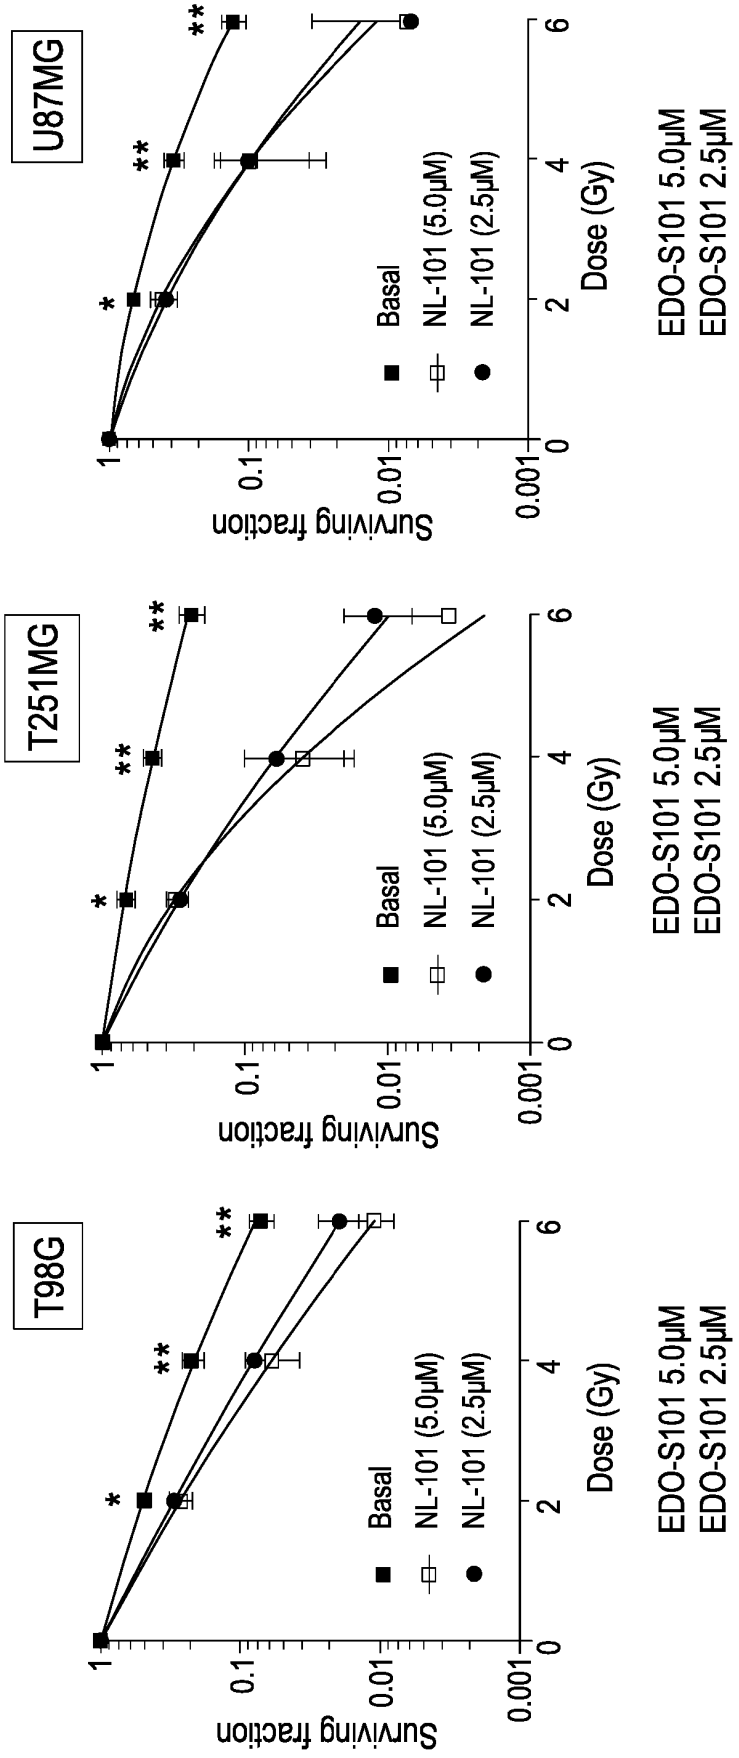 T98G
Surviving fraction
1
0.1
0.01
0.001
0
2
4
6
*
**
**
Basal
NL-101 (5.0µM)
NL-101 (2.5µM)
Dose (Gy)
EDO-S101 5.0µM
EDO-S101 2.5µM
T251MG
Surviving fraction
1
0.1
0.01
0.001
0
2
4
6
*
**
**
Basal
NL-101 (5.0µM)
NL-101 (2.5µM)
Dose (Gy)
EDO-S101 5.0µM
EDO-S101 2.5µM
U87MG
Surviving fraction
1
0.1
0.01
0.001
0
2
4
6
*
**
**
Basal
NL-101 (5.0µM)
NL-101 (2.5µM)
Dose (Gy)
EDO-S101 5.0µM
EDO-S101 2.5µM